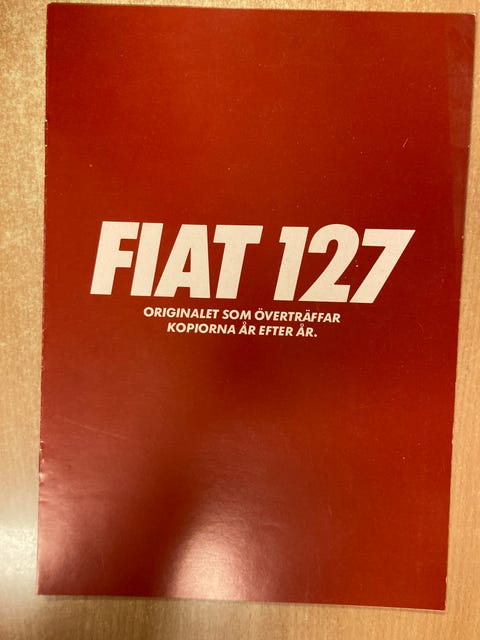 FIAT 127
ORIGINALET SOM ÖVERTRÄFFAR
KOPIORNA ÅR EFTER ÅR.